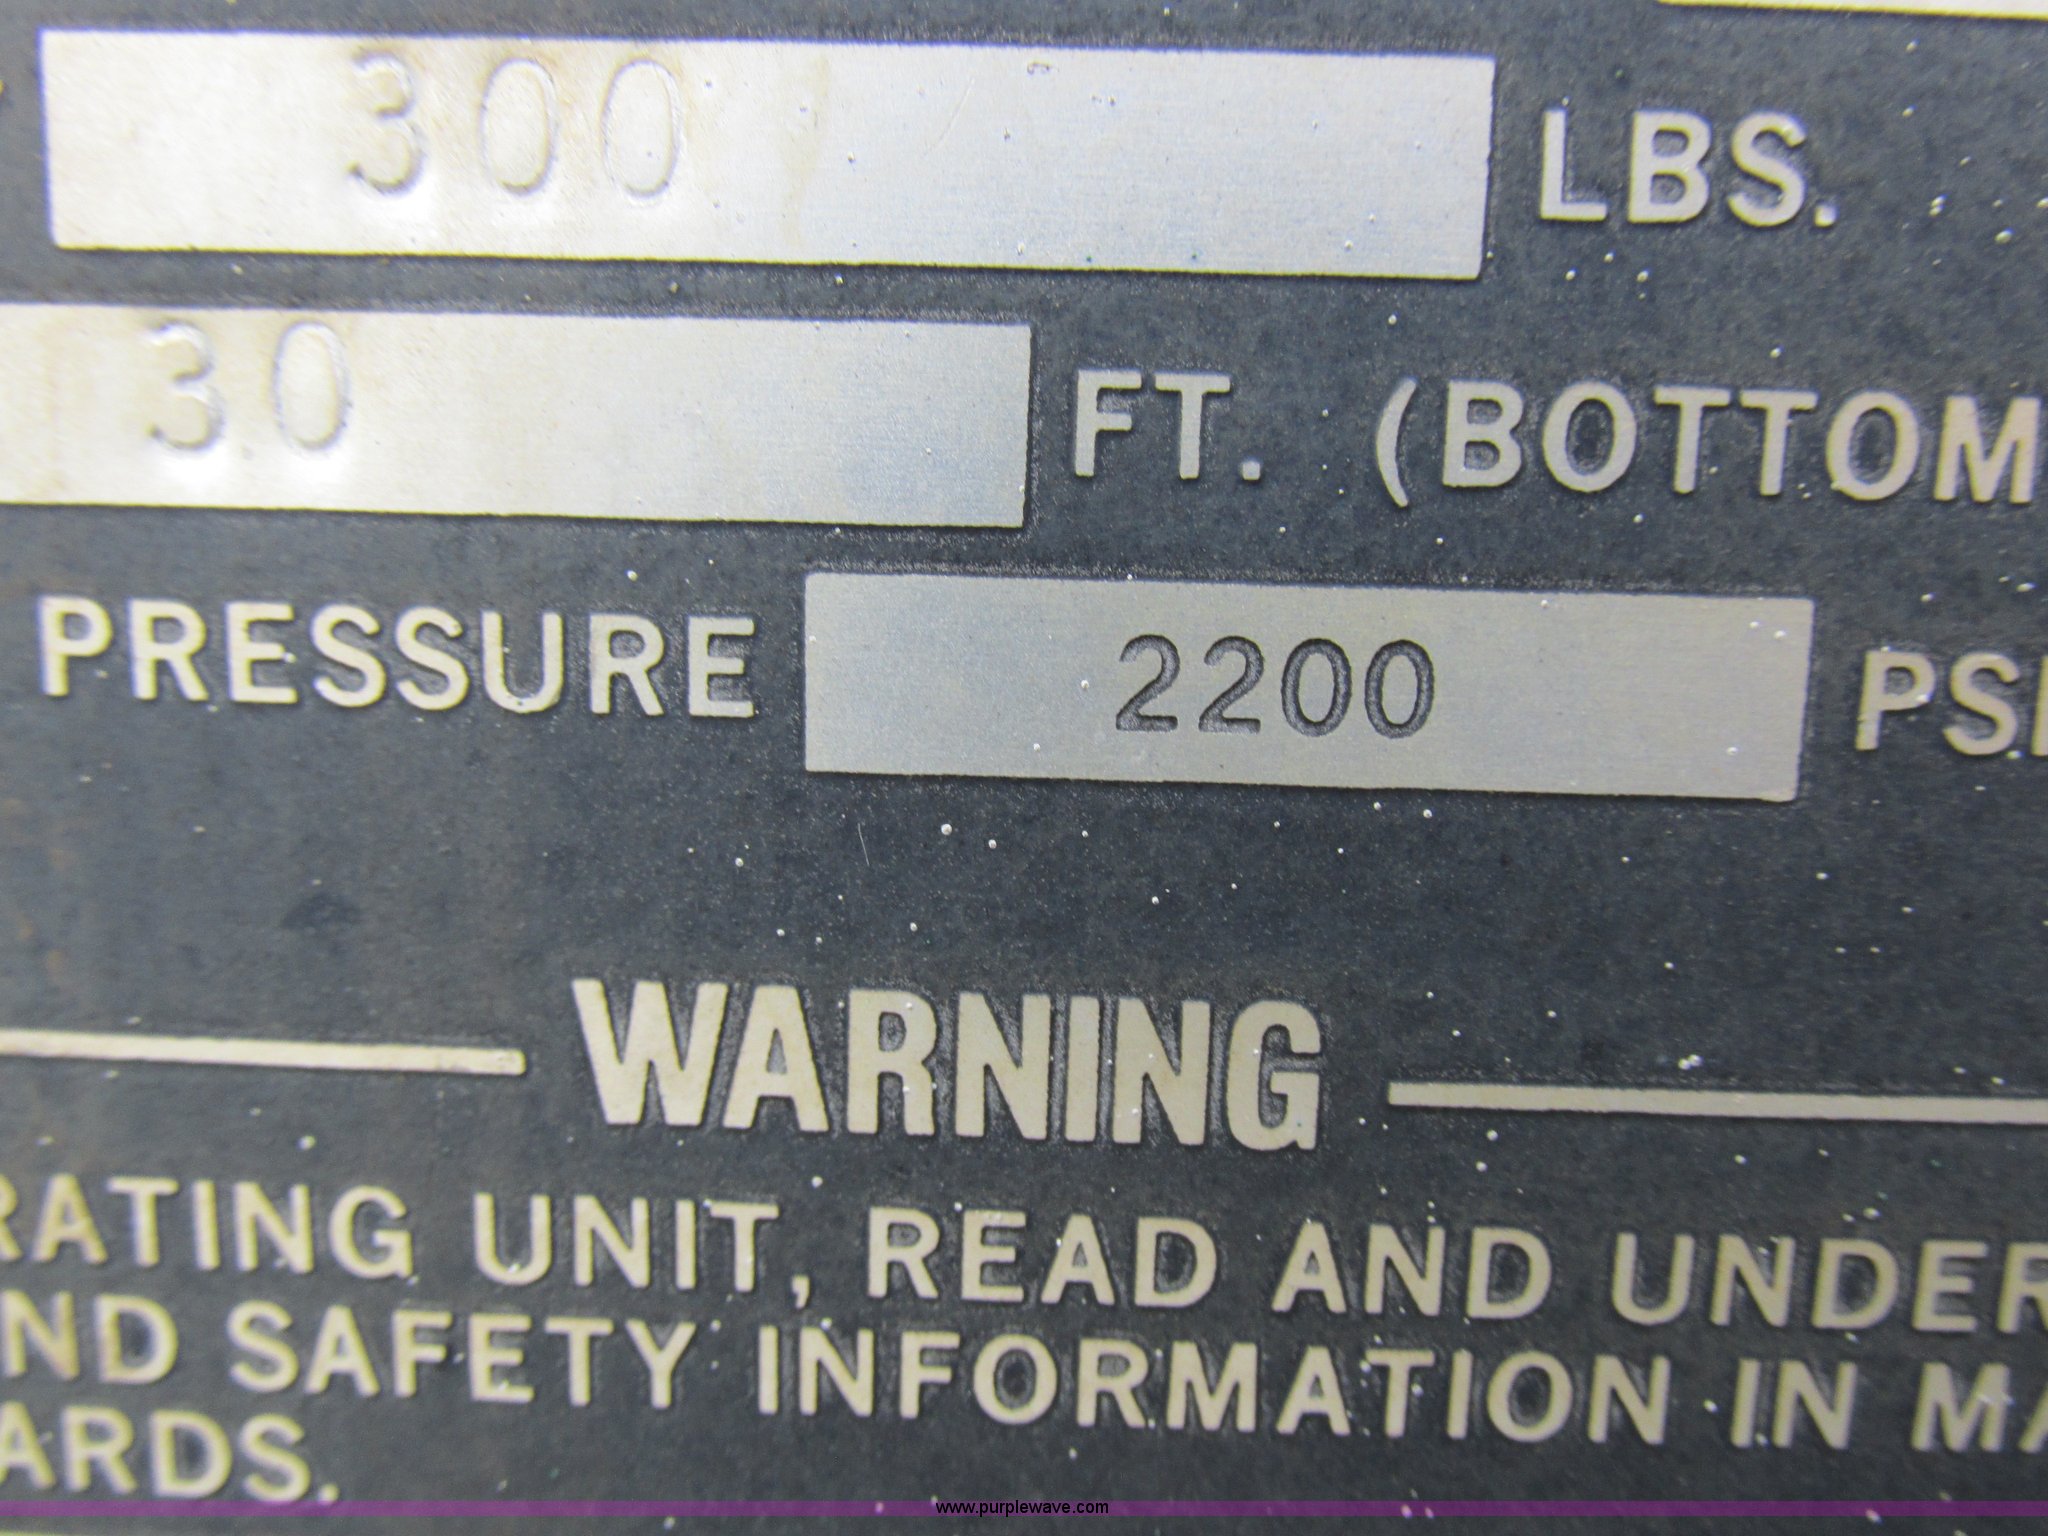 300 LBS.
30 FT. (BOTTOM
PRESSURE 2200 PSI
WARNING
RATING UNIT, READ AND UNDER
ND SAFETY INFORMATION IN MA
ARDS.
www.purplewave.com